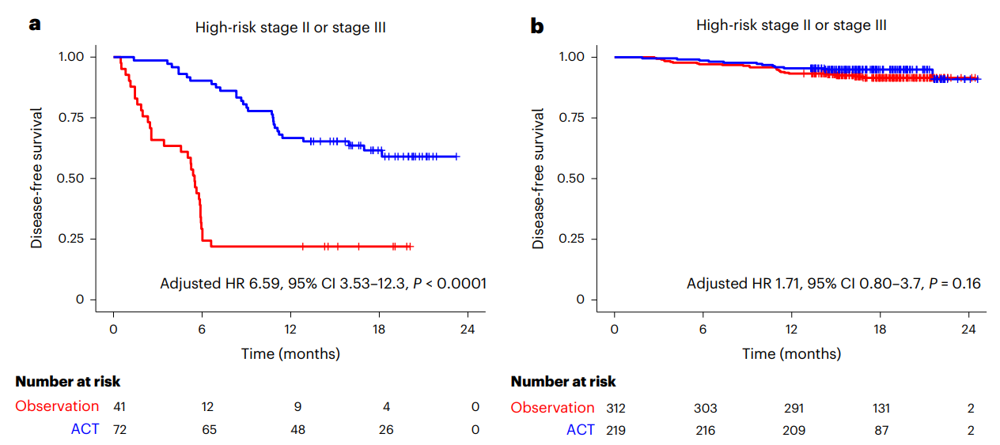 a
High-risk stage II or stage III
Disease-free survival
1.00
0.75
0.50
0.25
0
Adjusted HR 6.59, 95% CI 3.53–12.3, P < 0.0001
0 6 12 18 24
Time (months)
Number at risk
Observation 41 12 9 4 0
ACT 72 65 48 26 0
b
High-risk stage II or stage III
Disease-free survival
1.00
0.75
0.50
0.25
0
Adjusted HR 1.71, 95% CI 0.80–3.7, P = 0.16
0 6 12 18 24
Time (months)
Number at risk
Observation 312 303 291 131 2
ACT 219 216 209 87 2